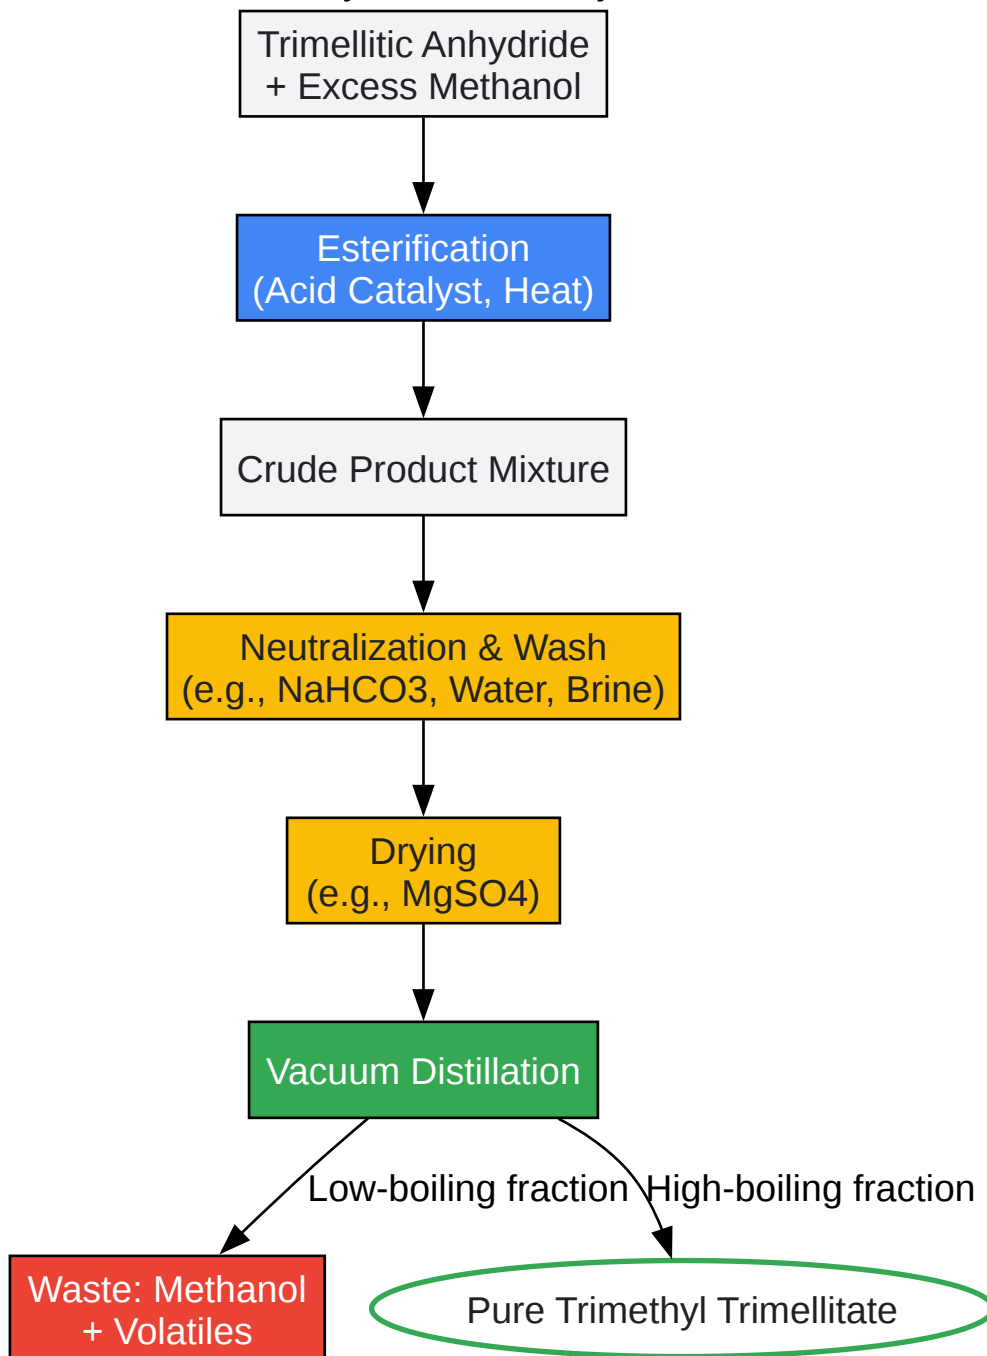 Trimellitic Anhydride
+ Excess Methanol
Esterification
(Acid Catalyst, Heat)
Crude Product Mixture
Neutralization & Wash
(e.g., NaHCO3, Water, Brine)
Drying
(e.g., MgSO4)
Vacuum Distillation
Low-boiling fraction
High-boiling fraction
Waste: Methanol
+ Volatiles
Pure Trimethyl Trimellitate